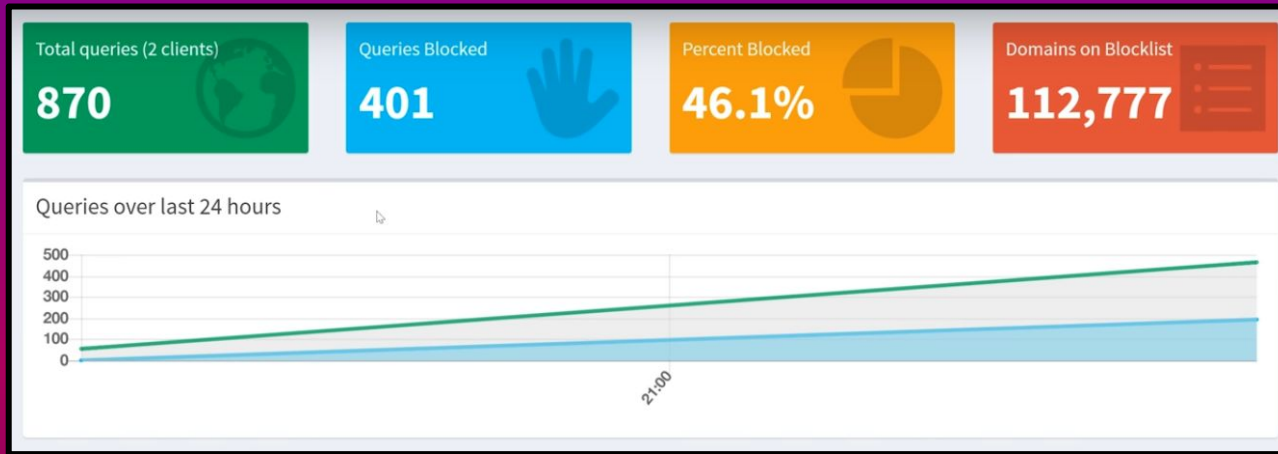 Total queries (2 clients)
870
Queries Blocked
401
Percent Blocked
46.1%
Domains on Blocklist
112,777
Queries over last 24 hours
500
400
300
200
100
0
21:00